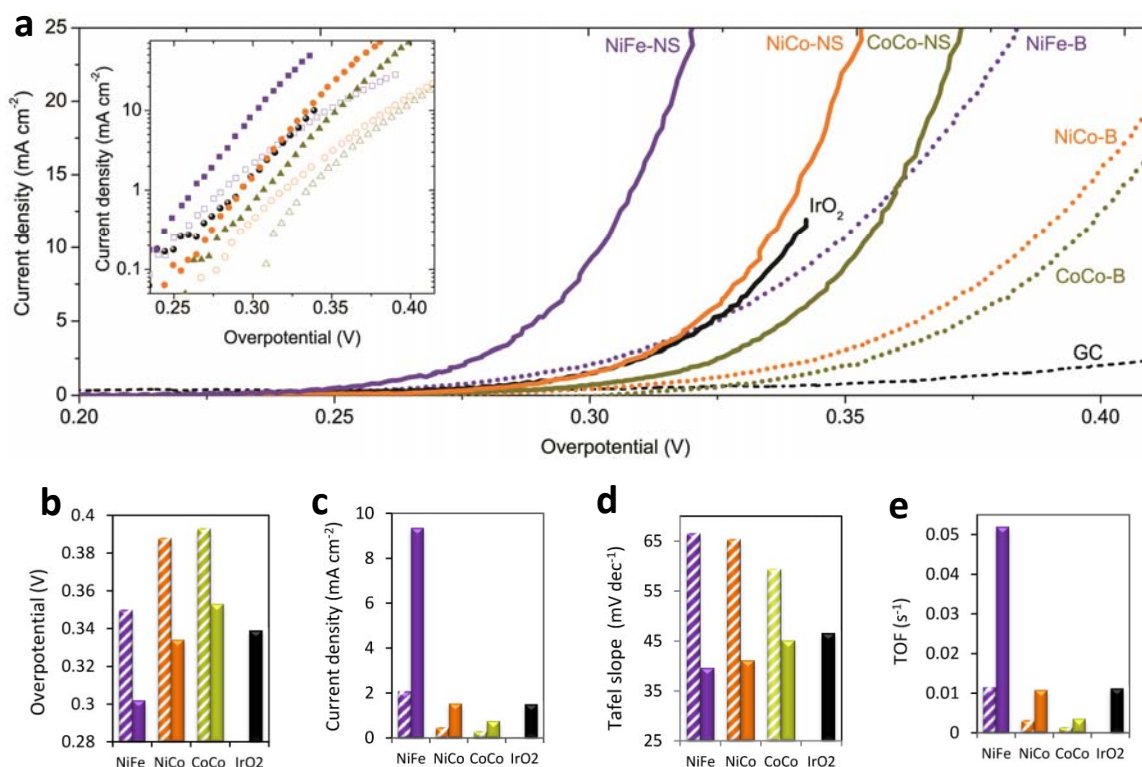 a
25
20
15
10
5
0
Current density (mA cm⁻²)
0.20
0.25
0.30
0.35
0.40
Overpotential (V)
NiFe-NS
NiCo-NS
CoCo-NS
NiFe-B
NiCo-B
IrO₂
CoCo-B
GC
10
1
0.1
Current density (mA cm⁻²)
0.25
0.30
0.35
0.40
Overpotential (V)
b
0.4
0.38
0.36
0.34
0.32
0.3
0.28
Overpotential (V)
NiFe NiCo CoCo IrO2
c
10
8
6
4
2
0
Current density (mA cm⁻²)
NiFe NiCo CoCo IrO2
d
65
55
45
35
25
Tafel slope (mV dec⁻¹)
NiFe NiCo CoCo IrO2
e
0.05
0.04
0.03
0.02
0.01
0
TOF (s⁻¹)
NiFe NiCo CoCo IrO2